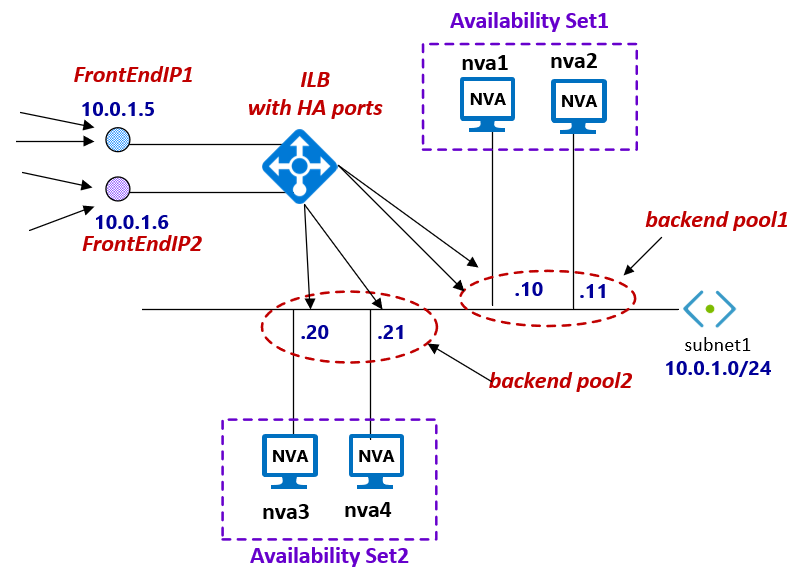 Availability Set1
nva1
nva2
NVA
NVA
FrontEndIP1
10.0.1.5
ILB
with HA ports
10.0.1.6
FrontEndIP2
backend pool1
.10
.11
.20
.21
subnet1
10.0.1.0/24
backend pool2
NVA
NVA
nva3
nva4
Availability Set2